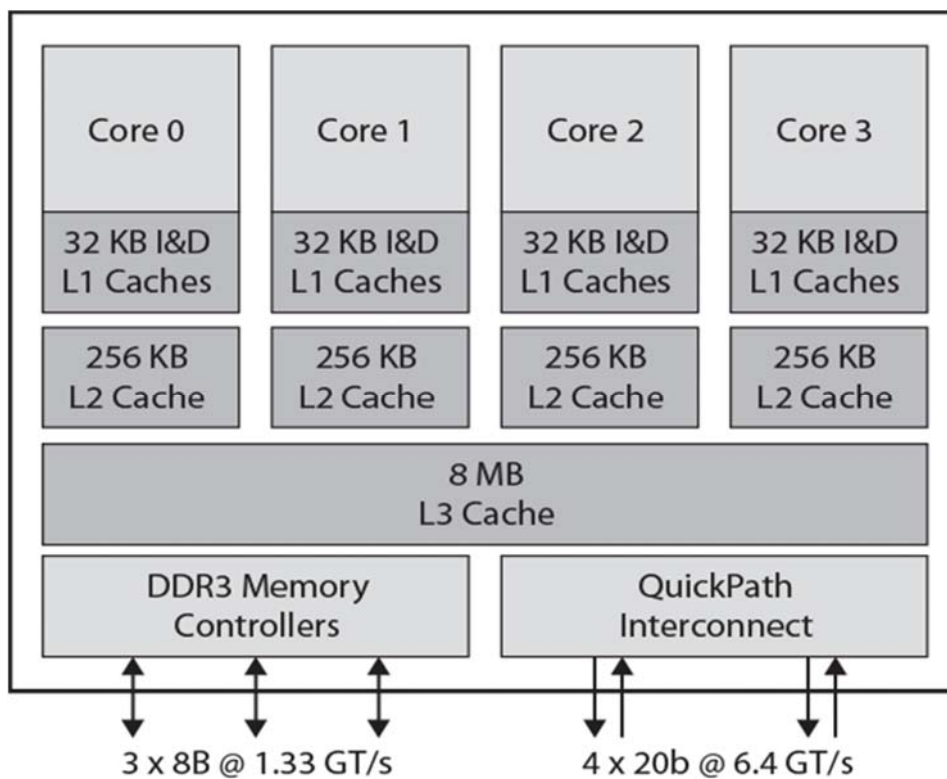 Core 0
Core 1
Core 2
Core 3
32 KB I&D
L1 Caches
32 KB I&D
L1 Caches
32 KB I&D
L1 Caches
32 KB I&D
L1 Caches
256 KB
L2 Cache
256 KB
L2 Cache
256 KB
L2 Cache
256 KB
L2 Cache
8 MB
L3 Cache
DDR3 Memory
Controllers
QuickPath
Interconnect
3 x 8B @ 1.33 GT/s
4 x 20b @ 6.4 GT/s